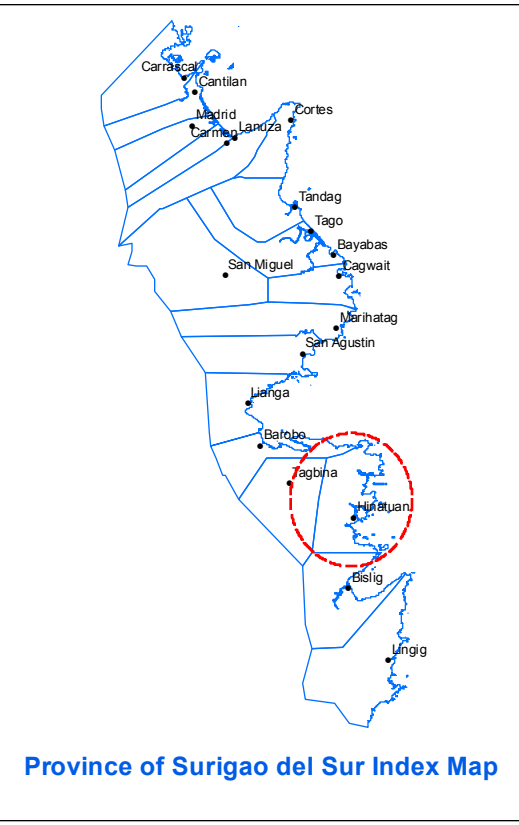 Carrascal
Cantilan
Madrid
Cortes
Carmen
Lanuza
Tandag
Tago
Bayabas
San Miguel
Cagwait
Marihatag
San Agustin
Lianga
Barobo
Tagbina
Hinatuan
Bislig
Lingig
Province of Surigao del Sur Index Map